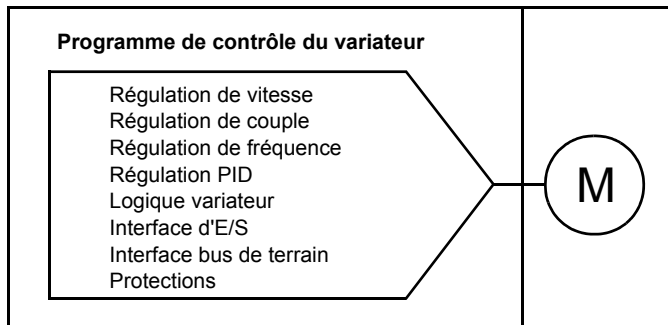 Programme de contrôle du variateur
Régulation de vitesse
Régulation de couple
Régulation de fréquence
Régulation PID
Logique variateur
Interface d'E/S
Interface bus de terrain
Protections
M